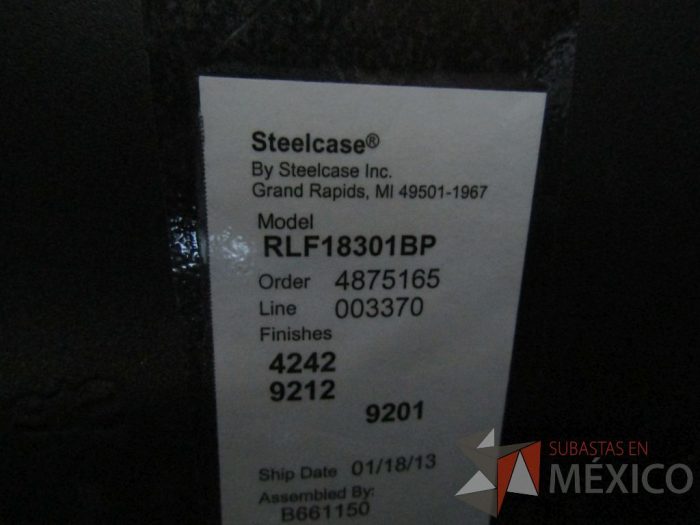 Steelcase®
By Steelcase Inc.
Grand Rapids, MI 49501-1967
Model
RLF18301BP
Order 4875165
Line 003370
Finishes
4242
9212
9201
Ship Date 01/18/13
Assembled By:
B661150
SUBASTAS EN
MÉXICO